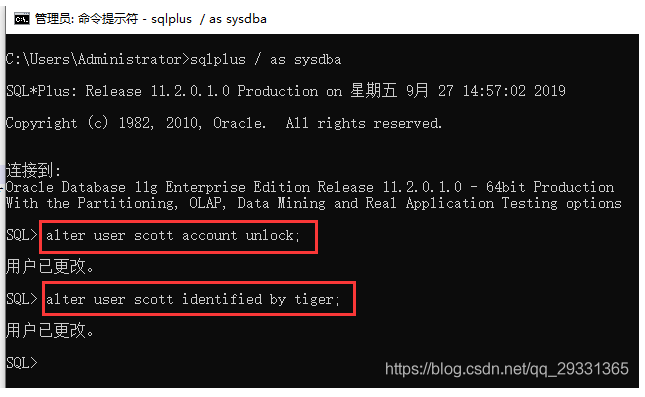 管理员: 命令提示符 - sqlplus / as sysdba
C:\Users\Administrator>sqlplus / as sysdba
SQL*Plus: Release 11.2.0.1.0 Production on 星期五 9月 27 14:57:02 2019
Copyright (c) 1982, 2010, Oracle.  All rights reserved.
连接到:
Oracle Database 11g Enterprise Edition Release 11.2.0.1.0 - 64bit Production
With the Partitioning, OLAP, Data Mining and Real Application Testing options
SQL> alter user scott account unlock;
用户已更改。
SQL> alter user scott identified by tiger;
用户已更改。
SQL>
https://blog.csdn.net/qq_29331365